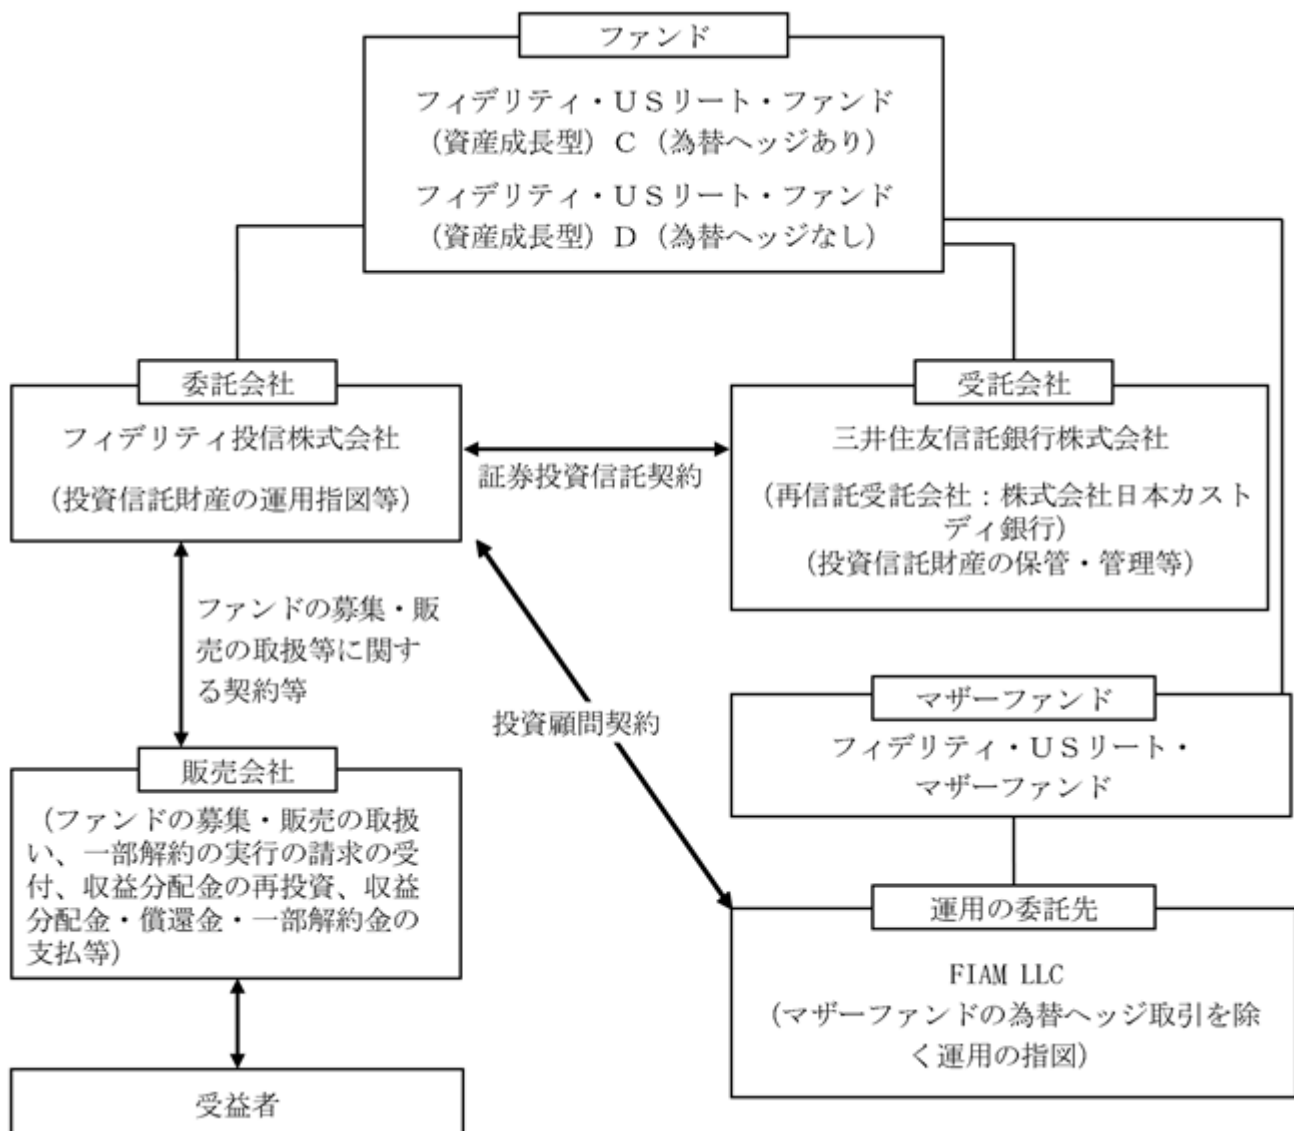 ファンド
フィデリティ・ＵＳリート・ファンド
（資産成長型）Ｃ（為替ヘッジあり）
フィデリティ・ＵＳリート・ファンド
（資産成長型）Ｄ（為替ヘッジなし）
委託会社
フィデリティ投信株式会社
（投資信託財産の運用指図等）
証券投資信託契約
受託会社
三井住友信託銀行株式会社
（再信託受託会社：株式会社日本カスト
ディ銀行）
（投資信託財産の保管・管理等）
ファンドの募集・販
売の取扱等に関す
る契約等
投資顧問契約
マザーファンド
フィデリティ・ＵＳリート・
マザーファンド
販売会社
（ファンドの募集・販売の取扱
い、一部解約の実行の請求の受
付、収益分配金の再投資、収益
分配金・償還金・一部解約金の
支払等）
運用の委託先
FIAM LLC
（マザーファンドの為替ヘッジ取引を除
く運用の指図）
受益者